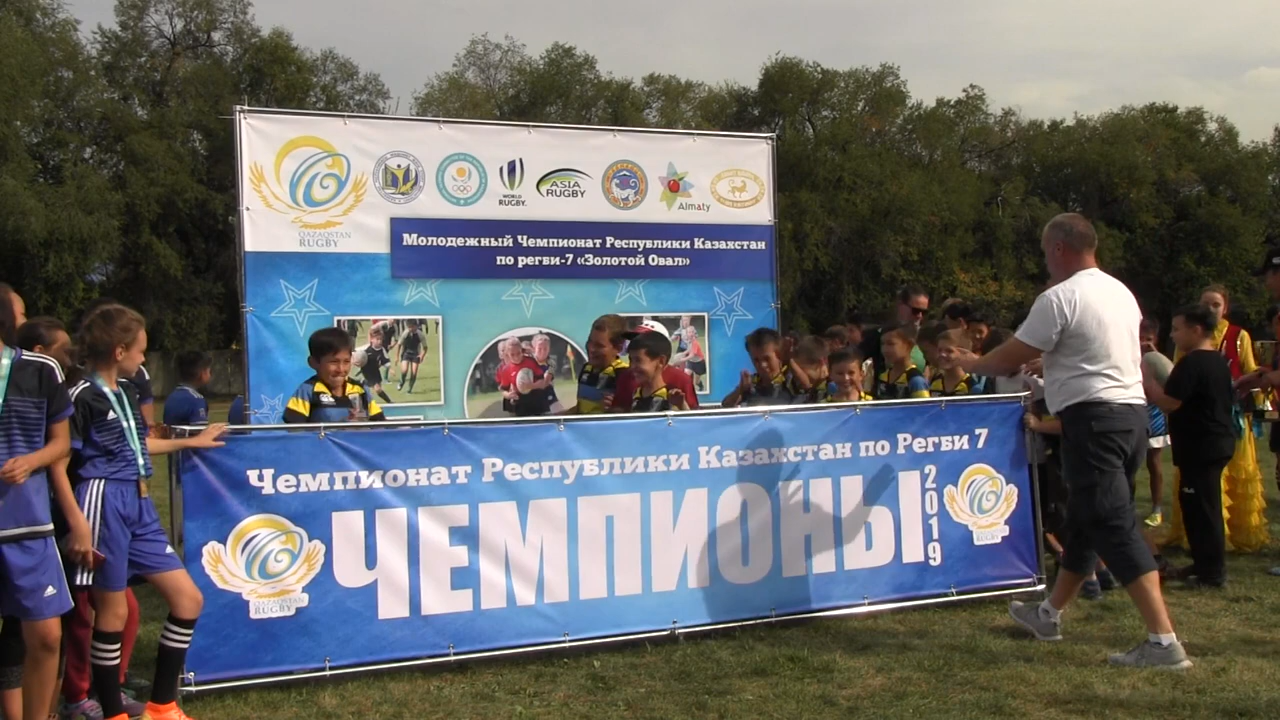 QAZAQSTAN
RUGBY
WORLD
RUGBY.
ASIA
RUGBY
Almaty
Молодежный Чемпионат Республики Казахстан
по регби-7 «Золотой Овал»
Чемпионат Республики Казахстан по Регби 7
ЧЕМПИОНЫ
2019
QAZAQSTAN
RUGBY
QAZAQSTAN
RUGBY